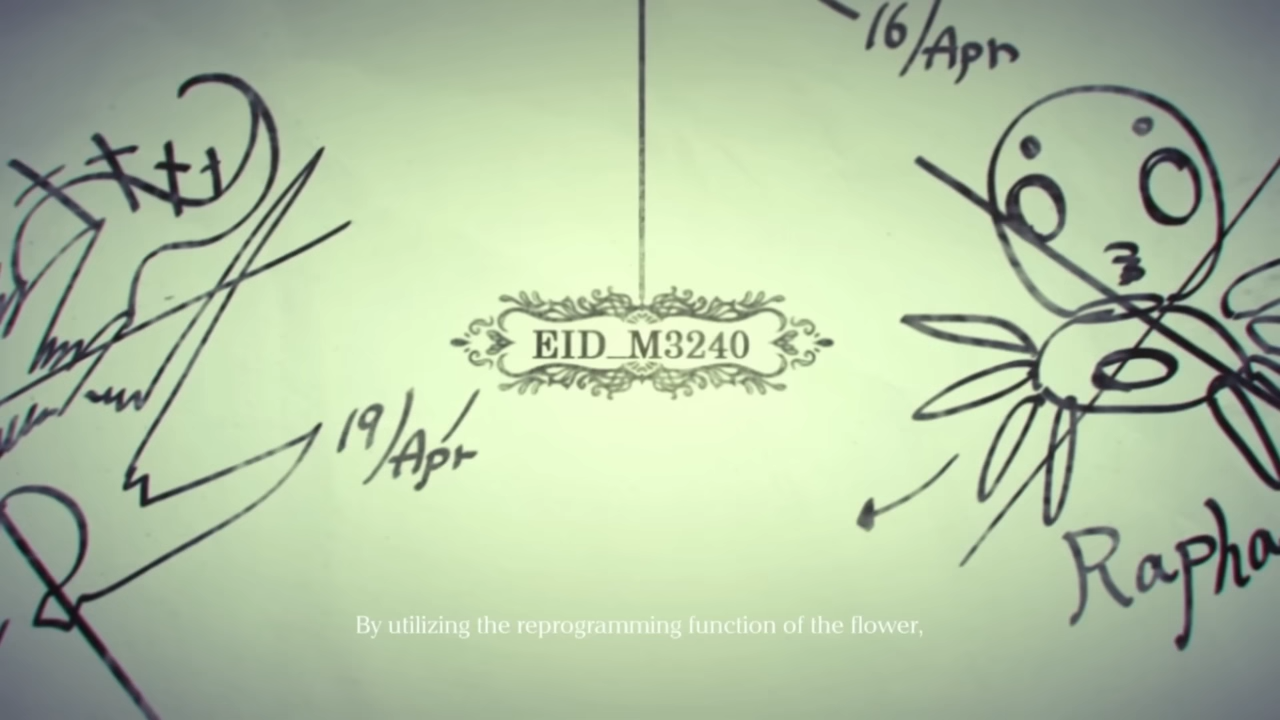 16/Apr
EID_M3240
19/Apr
Rapha
By utilizing the reprogramming function of the flower,